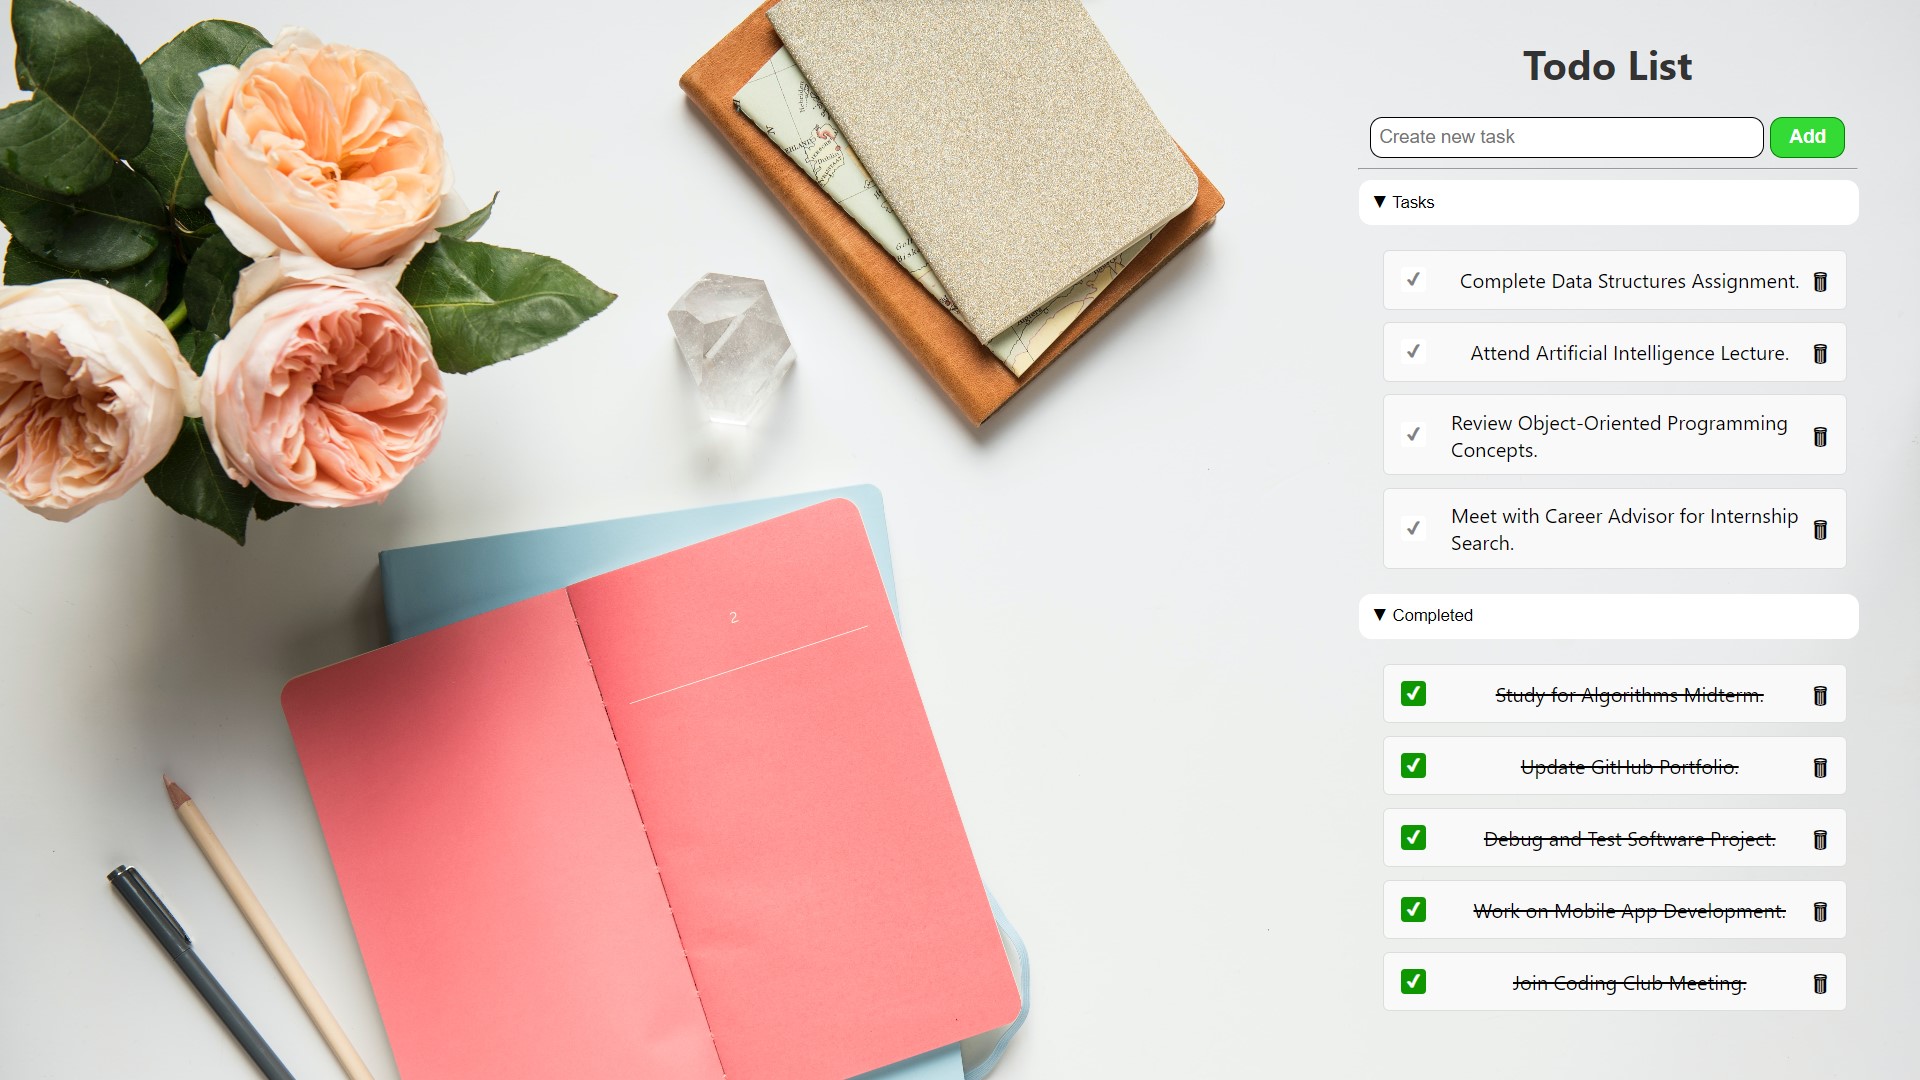 Todo List
Create new task
Add
▼ Tasks
Complete Data Structures Assignment.
Attend Artificial Intelligence Lecture.
Review Object-Oriented Programming
Concepts.
Meet with Career Advisor for Internship
Search.
▼ Completed
Study for Algorithms Midterm.
Update GitHub Portfolio.
Debug and Test Software Project.
Work on Mobile App Development.
Join Coding Club Meeting.
2
Dublin